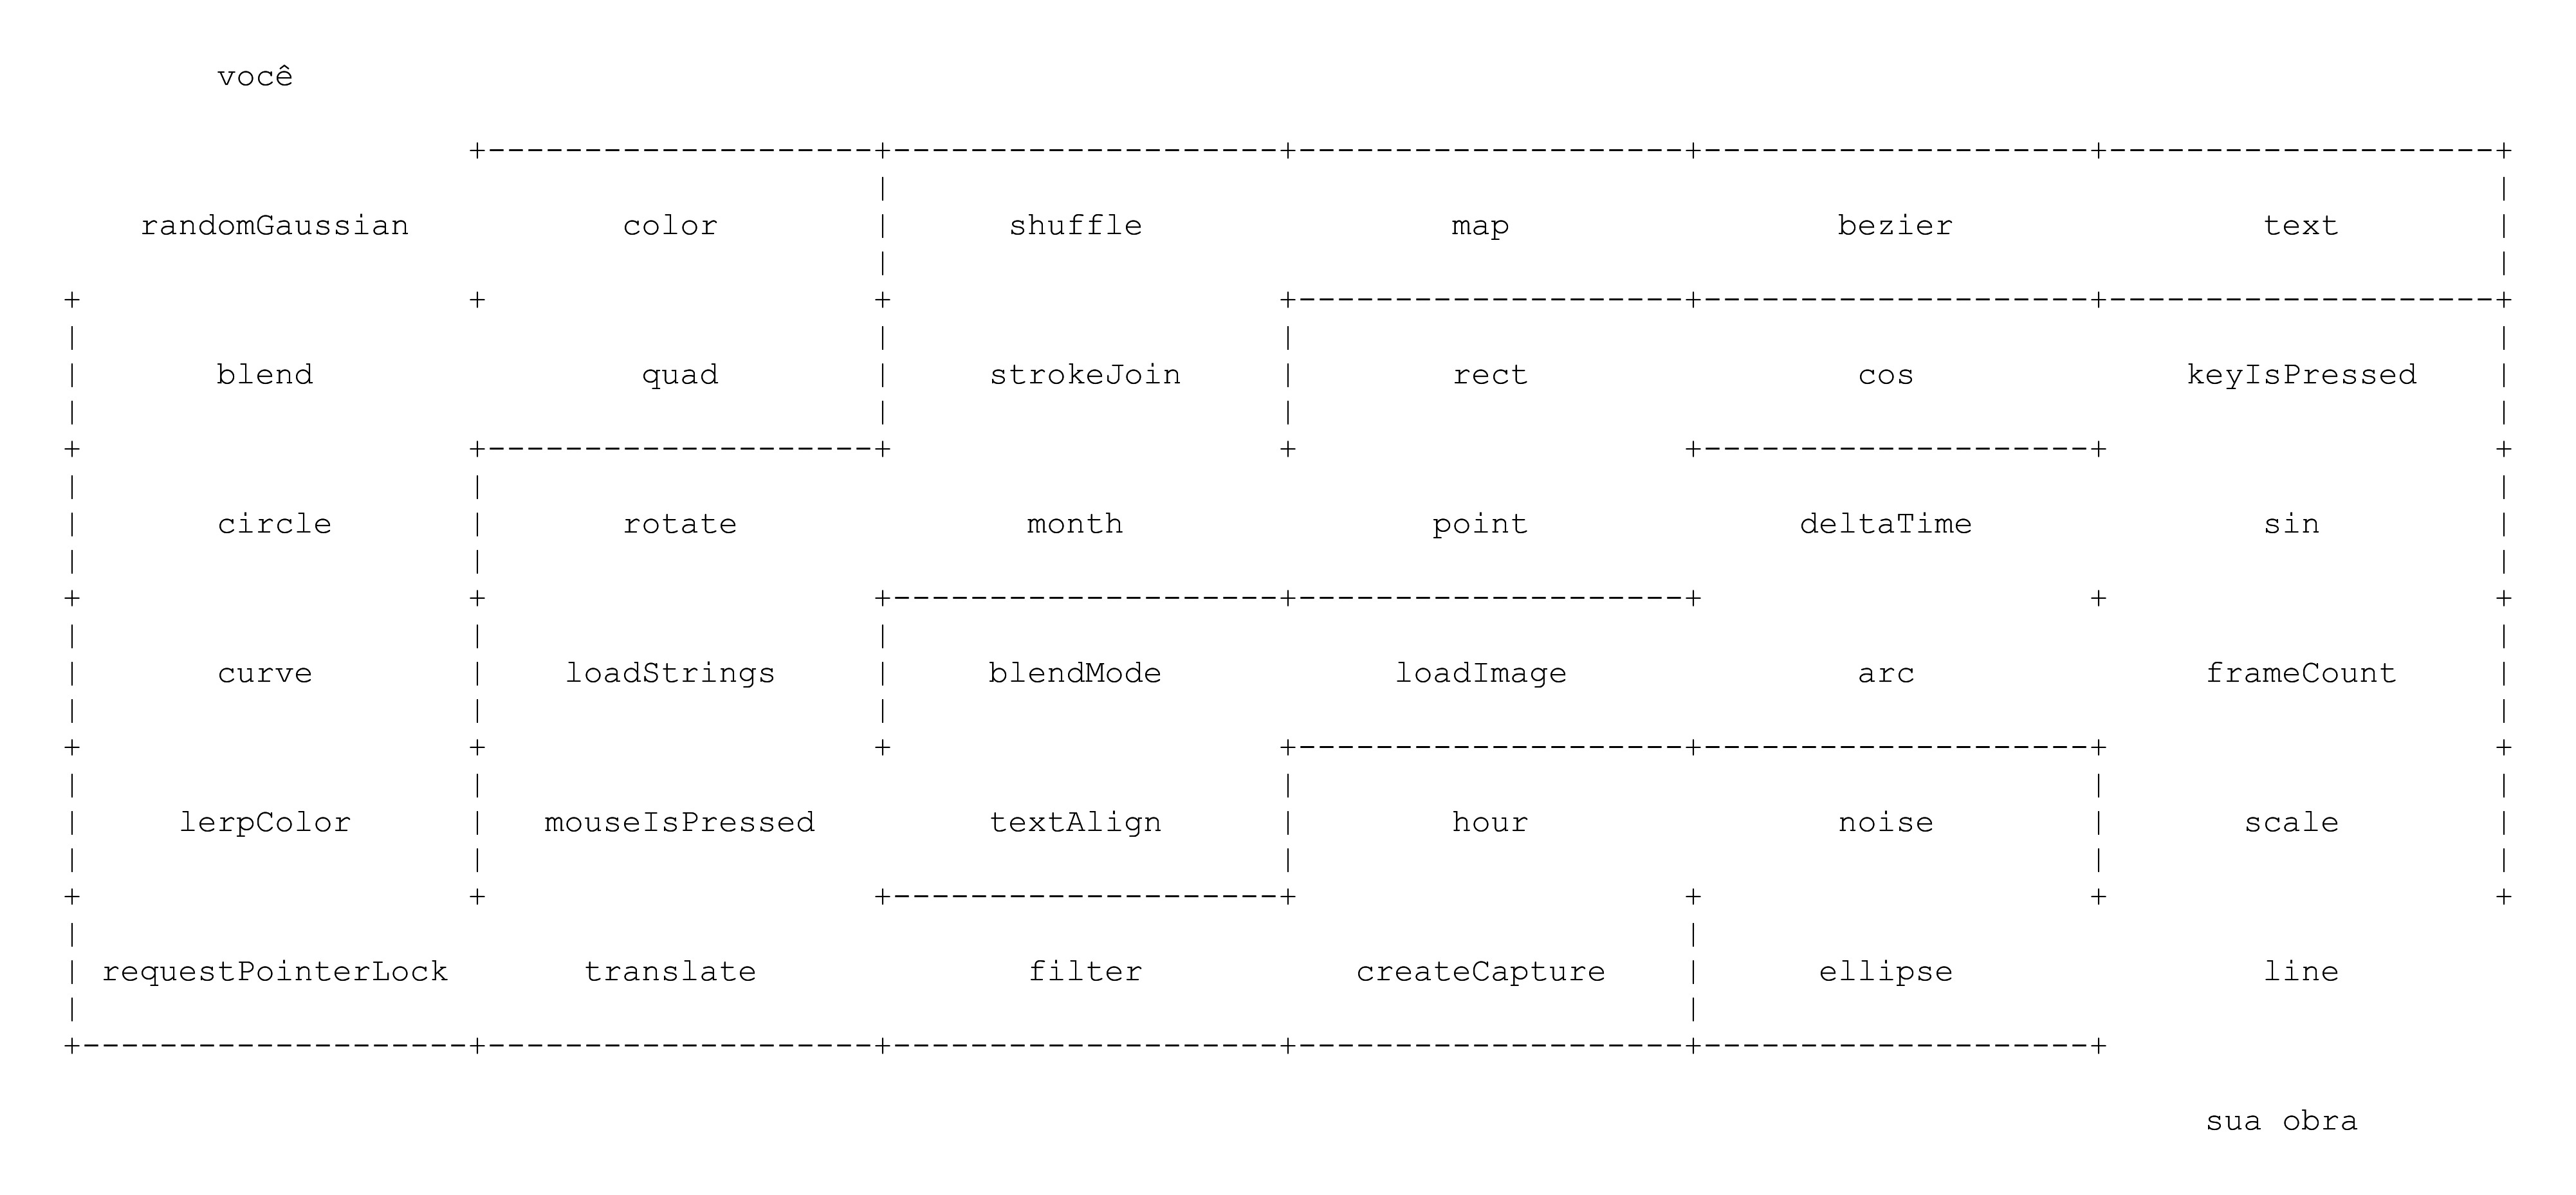 você
randomGaussian color shuffle map bezier text
blend quad strokeJoin rect cos keyIsPressed
circle rotate month point deltaTime sin
curve loadStrings blendMode loadImage arc frameCount
lerpColor mouseIsPressed textAlign hour noise scale
requestPointerLock translate filter createCapture ellipse line
sua obra